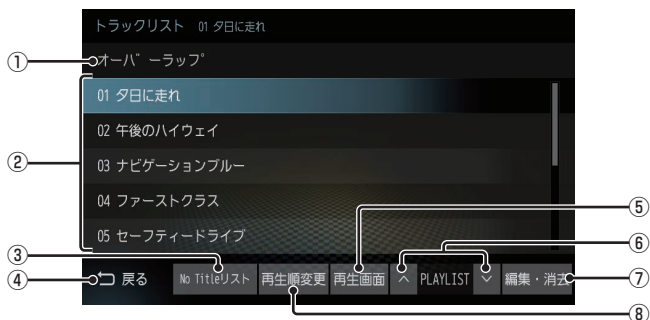 トラックリスト 01 夕日に走れ
① オーバーラップ
01 夕日に走れ
② 02 午後のハイウェイ
03 ナビゲーションブルー
04 ファーストクラス
⑤
05 セーフティードライブ
③ ⑥
④ 戻る No Titleリスト 再生順変更 再生画面 PLAYLIST 編集・消去 ⑦
⑧